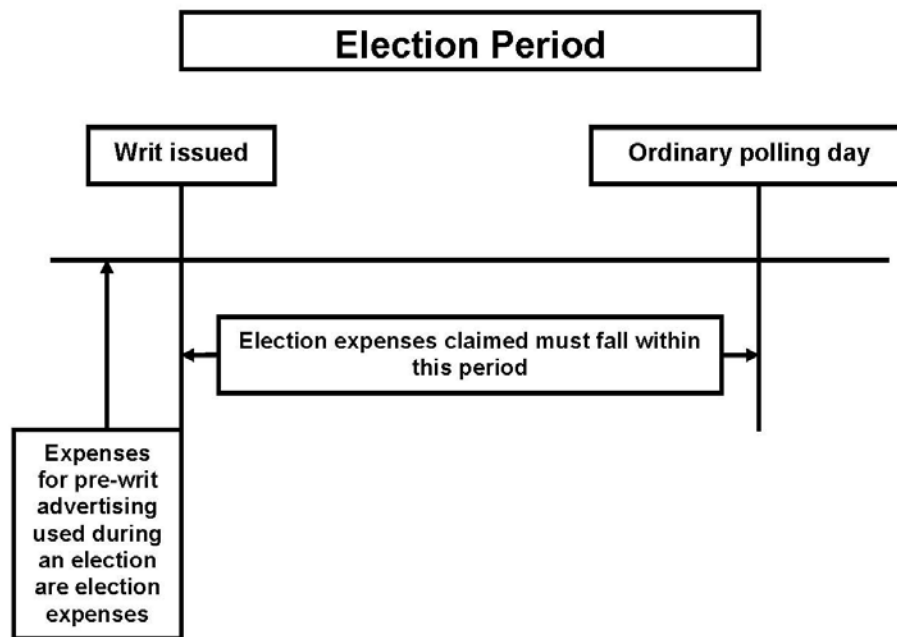 Election Period
Writ issued
Ordinary polling day
Election expenses claimed must fall within
this period
Expenses
for pre-writ
advertising
used during
an election
are election
expenses